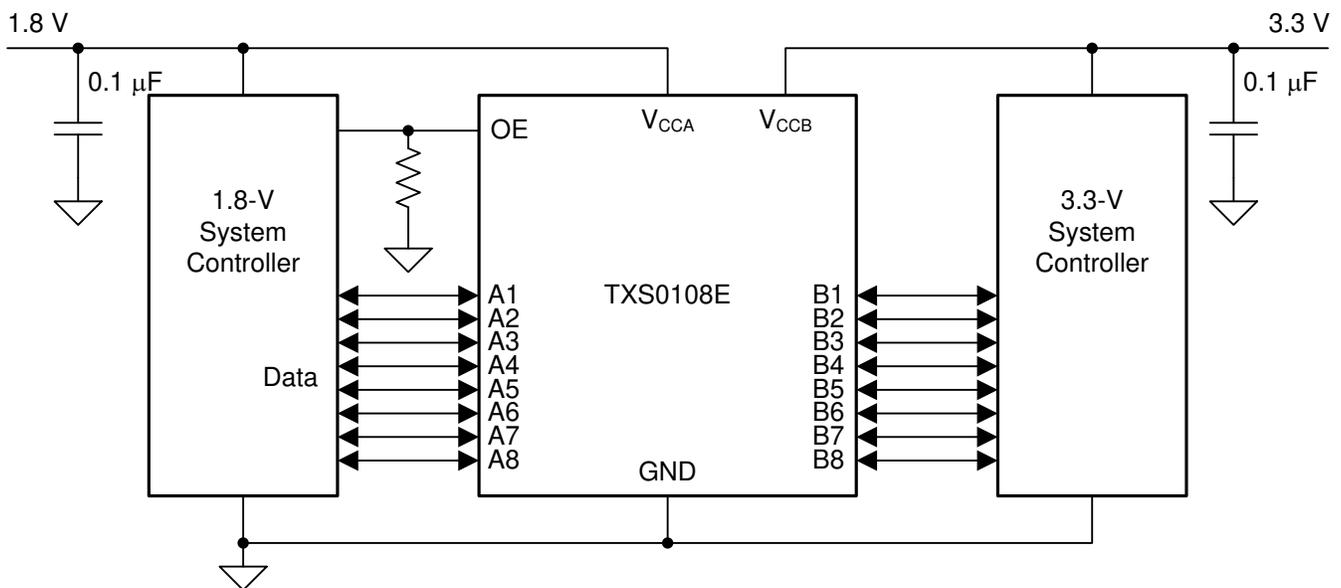 1.8 V
3.3 V
0.1 μF
0.1 μF
OE
VCCA
VCCB
1.8-V
System
Controller
3.3-V
System
Controller
TXS0108E
Data
A1
A2
A3
A4
A5
A6
A7
A8
B1
B2
B3
B4
B5
B6
B7
B8
GND